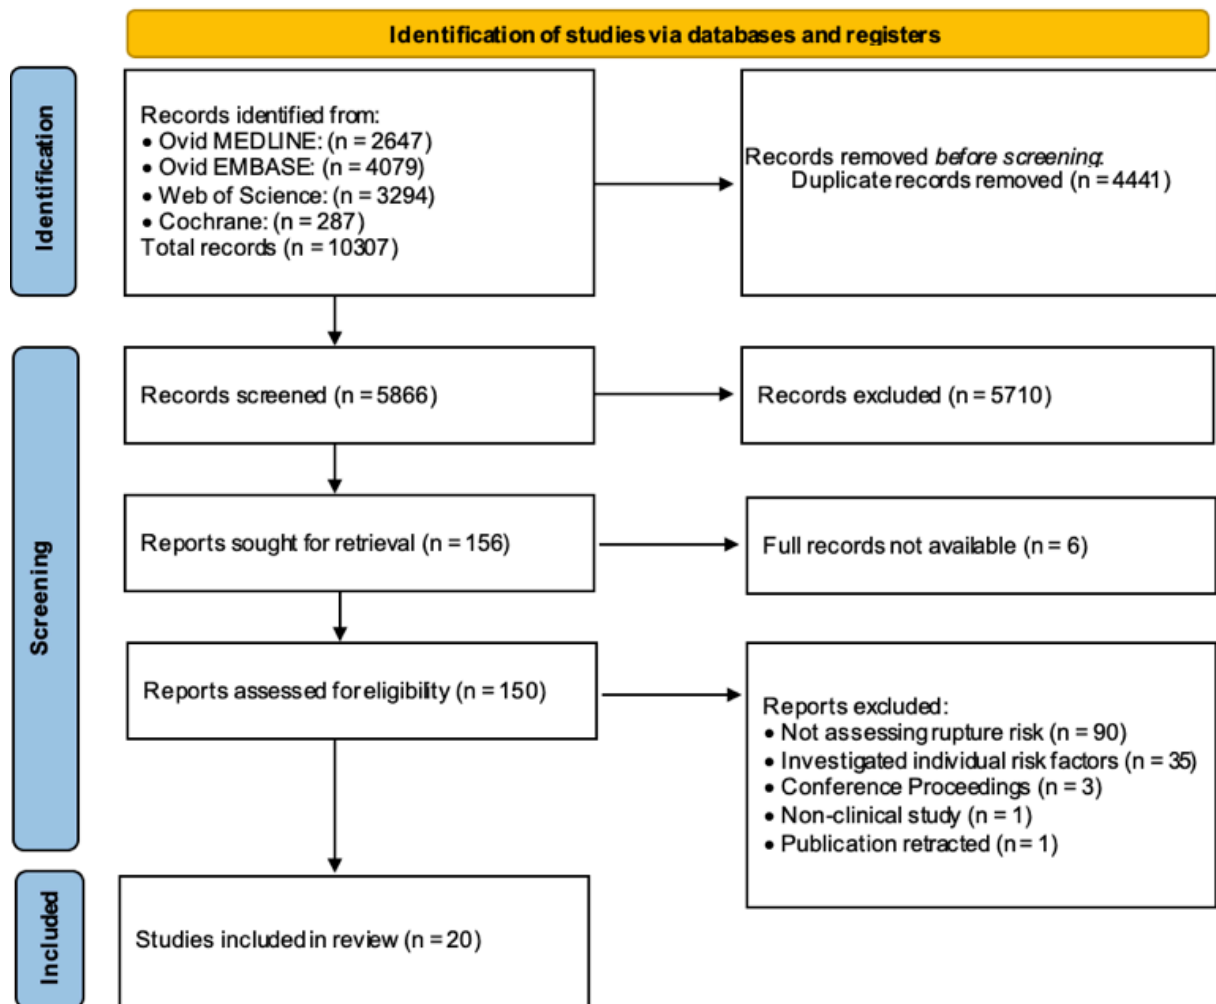 Identification of studies via databases and registers
Identification
Records identified from:
• Ovid MEDLINE: (n = 2647)
• Ovid EMBASE: (n = 4079)
• Web of Science: (n = 3294)
• Cochrane: (n = 287)
Total records (n = 10307)
Records removed before screening:
Duplicate records removed (n = 4441)
Screening
Records screened (n = 5866)
Records excluded (n = 5710)
Reports sought for retrieval (n = 156)
Full records not available (n = 6)
Reports assessed for eligibility (n = 150)
Reports excluded:
• Not assessing rupture risk (n = 90)
• Investigated individual risk factors (n = 35)
• Conference Proceedings (n = 3)
• Non-clinical study (n = 1)
• Publication retracted (n = 1)
Included
Studies included in review (n = 20)